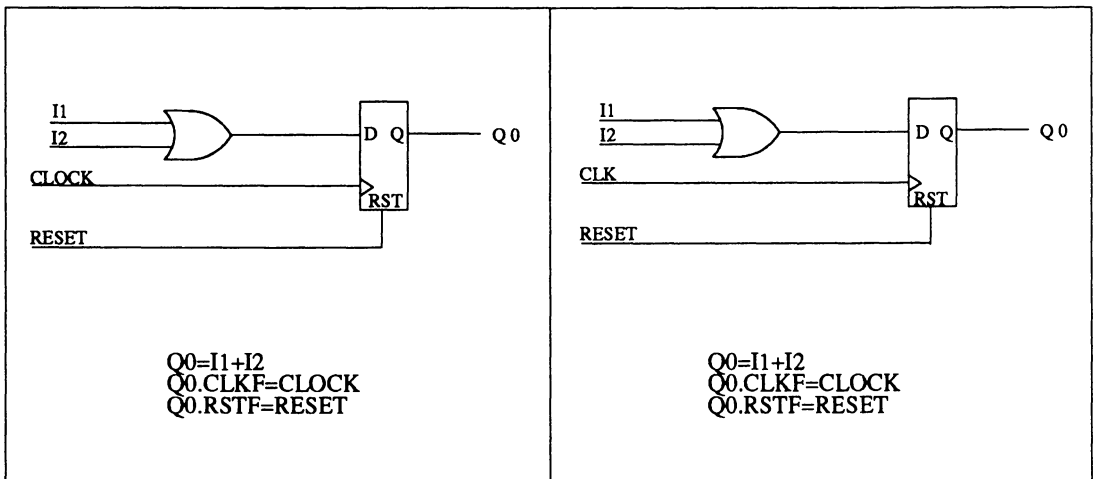 I1
I2
D Q
Q0
CLOCK
RST
RESET
Q0=I1+I2
Q0.CLKF=CLOCK
Q0.RSTF=RESET
I1
I2
D Q
Q0
CLK
RST
RESET
Q0=I1+I2
Q0.CLKF=CLOCK
Q0.RSTF=RESET